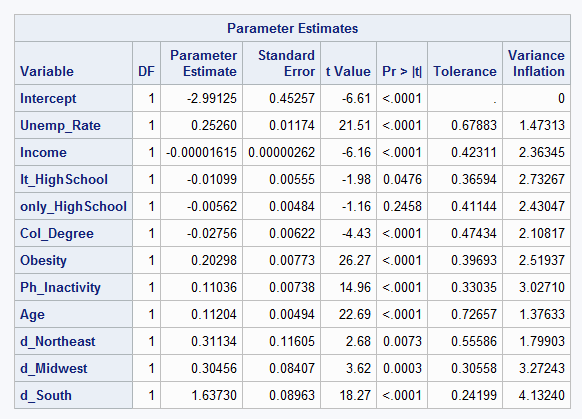 Parameter Estimates
Variable DF Parameter Estimate Standard Error t Value Pr > |t| Tolerance Variance Inflation
Intercept 1 -2.99125 0.45257 -6.61 <.0001 . 0
Unemp_Rate 1 0.25260 0.01174 21.51 <.0001 0.67883 1.47313
Income 1 -0.00001615 0.00000262 -6.16 <.0001 0.42311 2.36345
lt_HighSchool 1 -0.01099 0.00555 -1.98 0.0476 0.36594 2.73267
only_HighSchool 1 -0.00562 0.00484 -1.16 0.2458 0.41144 2.43047
Col_Degree 1 -0.02756 0.00622 -4.43 <.0001 0.47434 2.10817
Obesity 1 0.20298 0.00773 26.27 <.0001 0.39693 2.51937
Ph_Inactivity 1 0.11036 0.00738 14.96 <.0001 0.33035 3.02710
Age 1 0.11204 0.00494 22.69 <.0001 0.72657 1.37633
d_Northeast 1 0.31134 0.11605 2.68 0.0073 0.55586 1.79903
d_Midwest 1 0.30456 0.08407 3.62 0.0003 0.30558 3.27243
d_South 1 1.63730 0.08963 18.27 <.0001 0.24199 4.13240